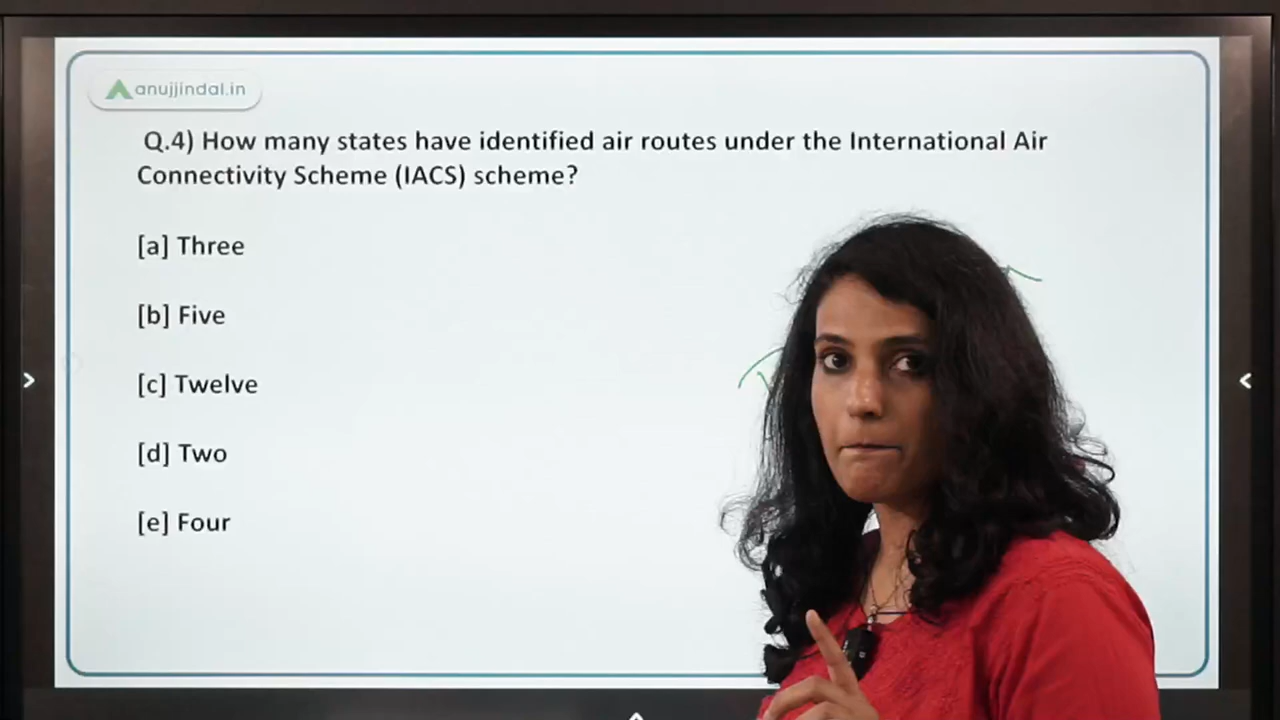 anujjindal.in
Q.4) How many states have identified air routes under the International Air
Connectivity Scheme (IACS) scheme?
[a] Three
[b] Five
[c] Twelve
[d] Two
[e] Four